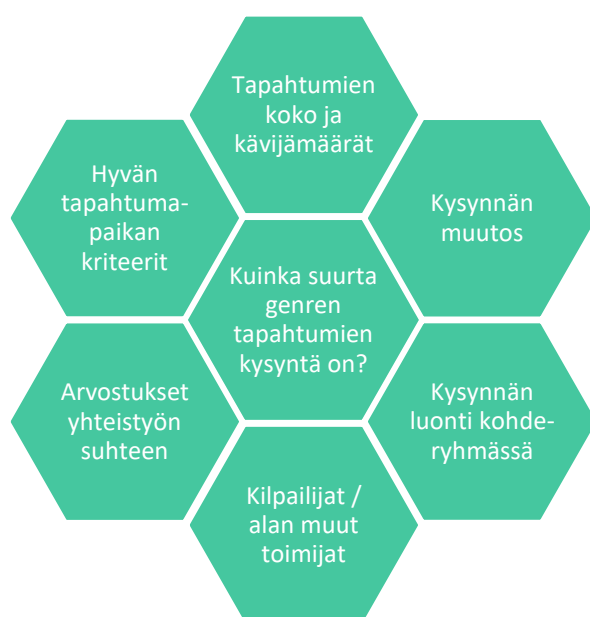 Tapahtumien
koko ja
kävijämäärät
Hyvän
tapahtuma-
paikan
kriteerit
Kysynnän
muutos
Kuinka suurta
genren
tapahtumien
kysyntä on?
Arvostukset
yhteistyön
suhteen
Kysynnän
luonti kohde-
ryhmässä
Kilpailijat /
alan muut
toimijat